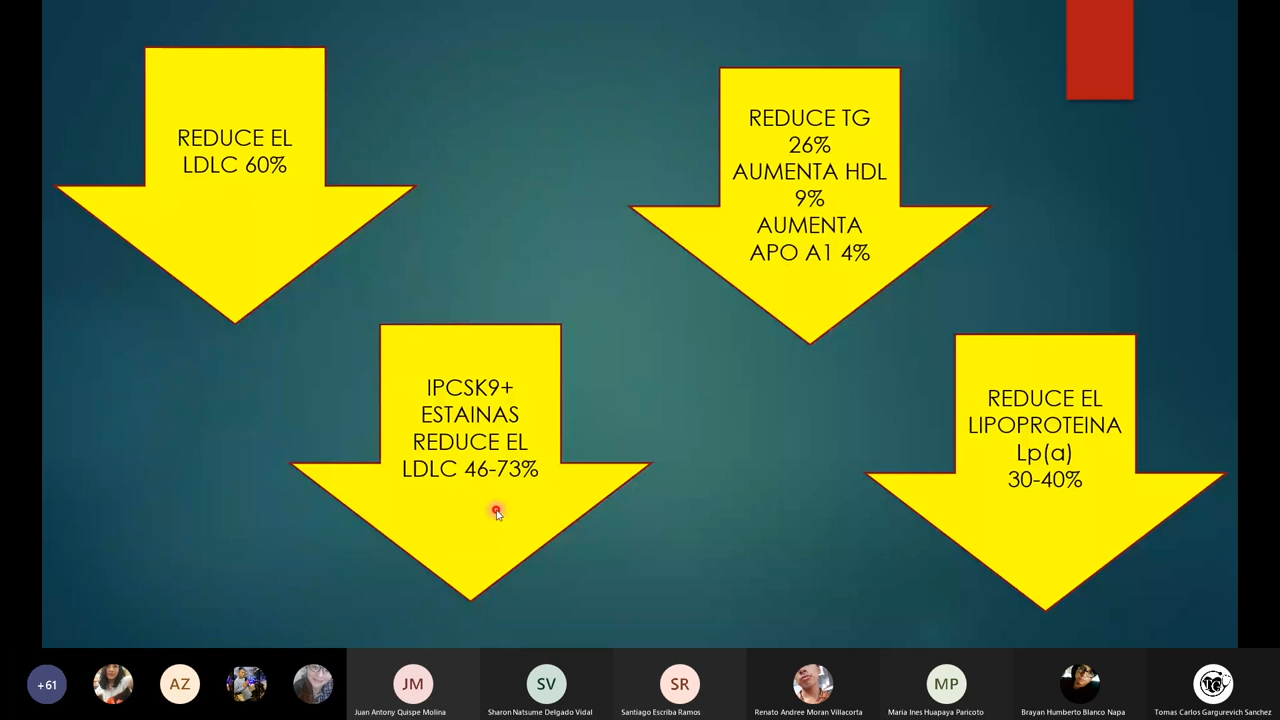 REDUCE EL
LDLC 60%
REDUCE TG
26%
AUMENTA HDL
9%
AUMENTA
APO A1 4%
IPCSK9+
ESTAINAS
REDUCE EL
LDLC 46-73%
REDUCE EL
LIPOPROTEINA
Lp(a)
30-40%
+61
AZ
JM
SV
SR
MP
TG
Juan Antony Quispe Molina
Sharon Natsume Delgado Vidal
Santiago Escriba Ramos
Renato Andree Moran Villacorta
Maria Ines Huapaya Paricoto
Brayan Humberto Blanco Napa
Tomas Carlos Gargurevich Sanchez